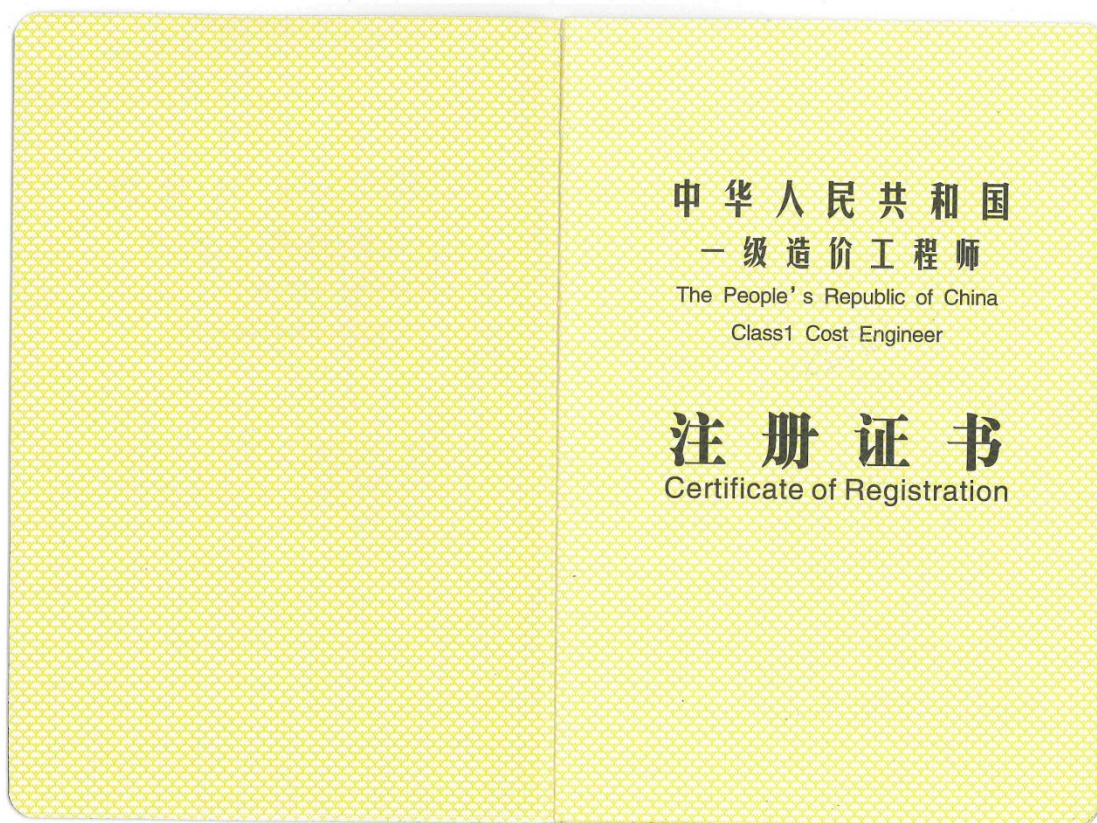 中华人民共和国
一级造价工程师
The People's Republic of China
Class1 Cost Engineer
注册证书
Certificate of Registration